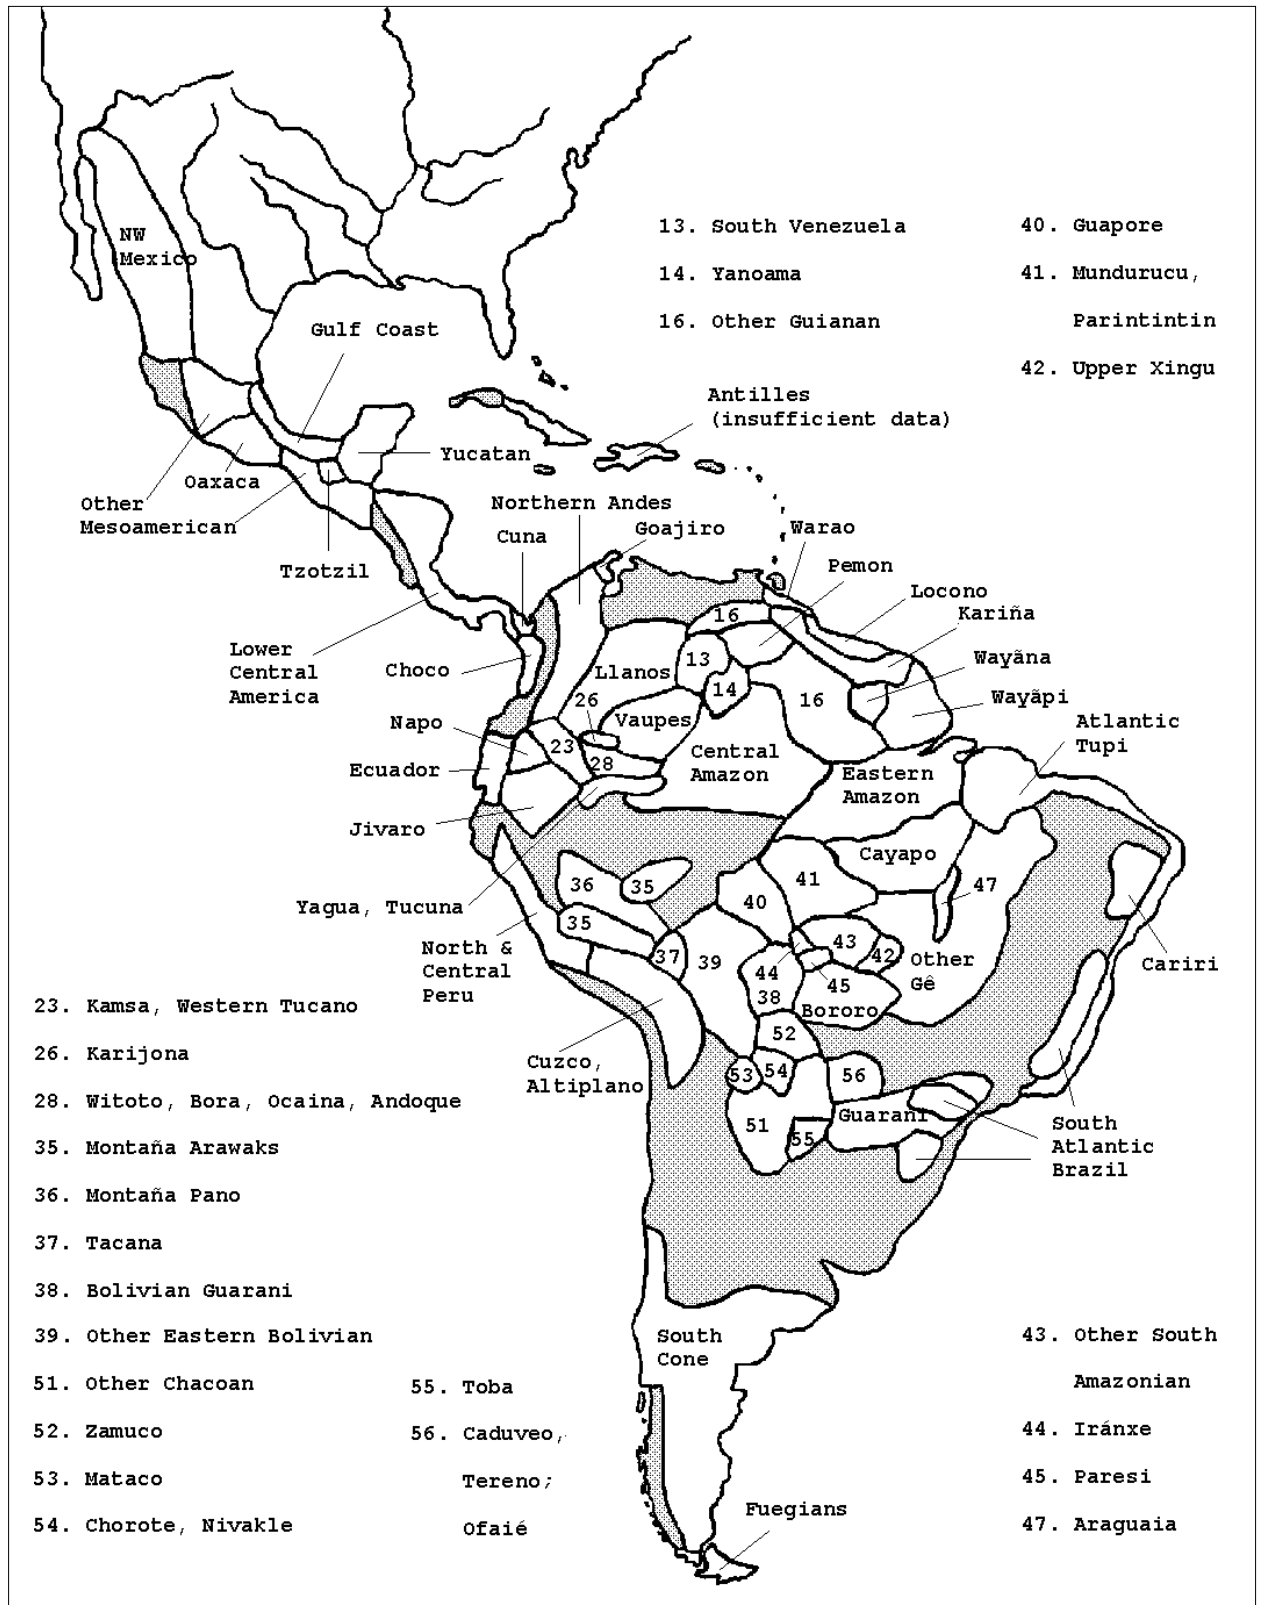 NW
Mexico
Gulf Coast
13. South Venezuela
14. Yanoama
16. Other Guianan
40. Guapore
41. Mundurucu,
Parintintin
42. Upper Xingu
Antilles
(insufficient data)
Yucatan
Oaxaca
Other
Mesoamerican
Tzotzil
Northern Andes
Goajiro
Cuna
Warao
Pemon
Locono
Kariña
Wayãna
Wayãpi
Atlantic
Tupi
Lower
Central
America
Choco
Llanos
16
13
14
16
26
Vaupes
Napo
23
28
Central
Amazon
Ecuador
Eastern
Amazon
Jivaro
Cayapo
Yagua, Tucuna
36
35
41
47
40
35
North &
Central
Peru
37
39
43
42
Other
Gê
44
45
38
Bororo
Cariri
52
Cuzco,
Altiplano
53
54
56
51
55
Guarani
South
Atlantic
Brazil
23. Kamsa, Western Tucano
26. Karijona
28. Witoto, Bora, Ocaina, Andoque
35. Montaña Arawaks
36. Montaña Pano
37. Tacana
38. Bolivian Guarani
39. Other Eastern Bolivian
51. Other Chacoan
52. Zamuco
53. Mataco
54. Chorote, Nivakle
55. Toba
56. Caduveo,
Tereno;
Ofaié
South
Cone
Fuegians
43. Other South
Amazonian
44. Iránxe
45. Paresi
47. Araguaia